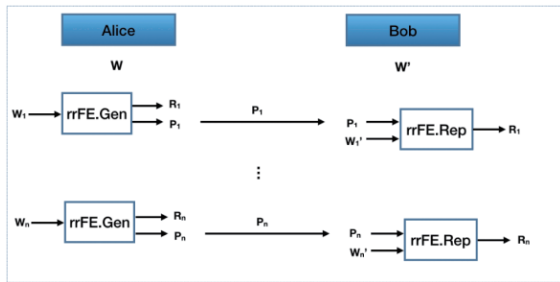 Alice Bob
W W'
R₁
W₁ rrFE.Gen P₁ P₁ P₁ rrFE.Rep R₁
W₁'
⋮
Rₙ
Wₙ rrFE.Gen Pₙ Pₙ Pₙ rrFE.Rep Rₙ
Wₙ'